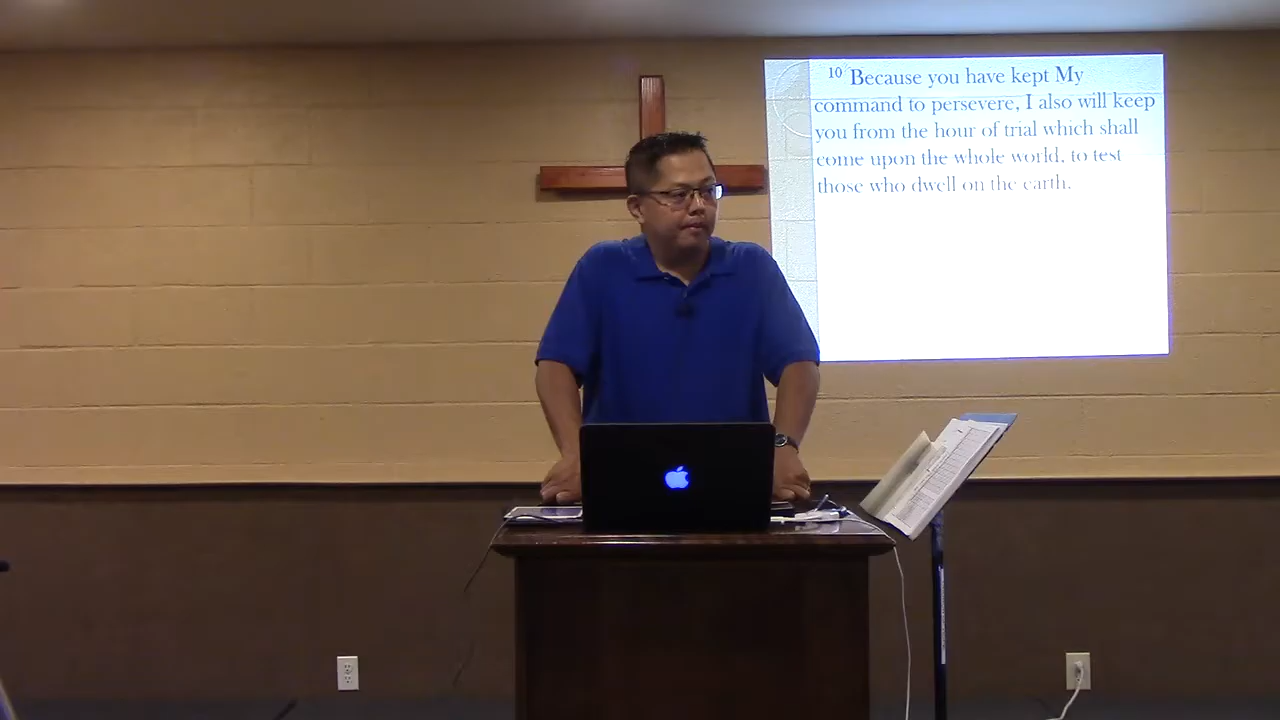 10 Because you have kept My
command to persevere, I also will keep
you from the hour of trial which shall
come upon the whole world, to test
those who dwell on the earth.